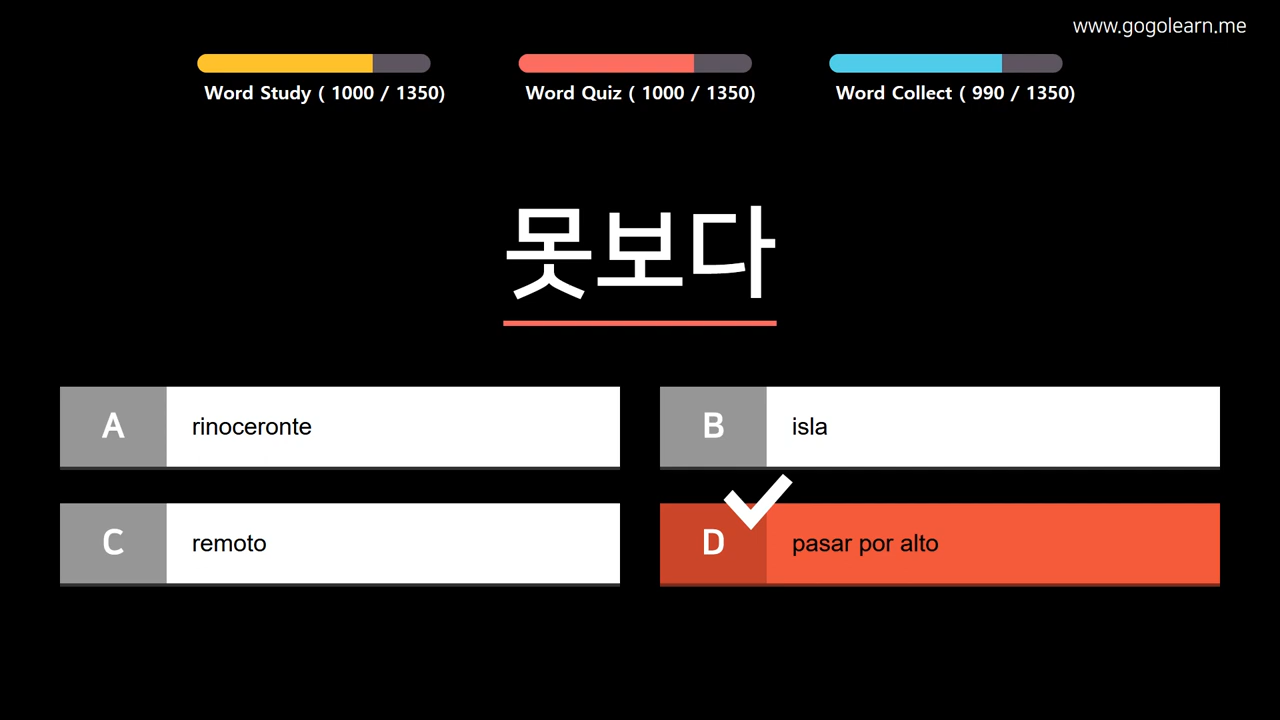 www.gogolearn.me
Word Study ( 1000 / 1350)
Word Quiz ( 1000 / 1350)
Word Collect ( 990 / 1350)
못보다
A rinoceronte
B isla
C remoto
D pasar por alto